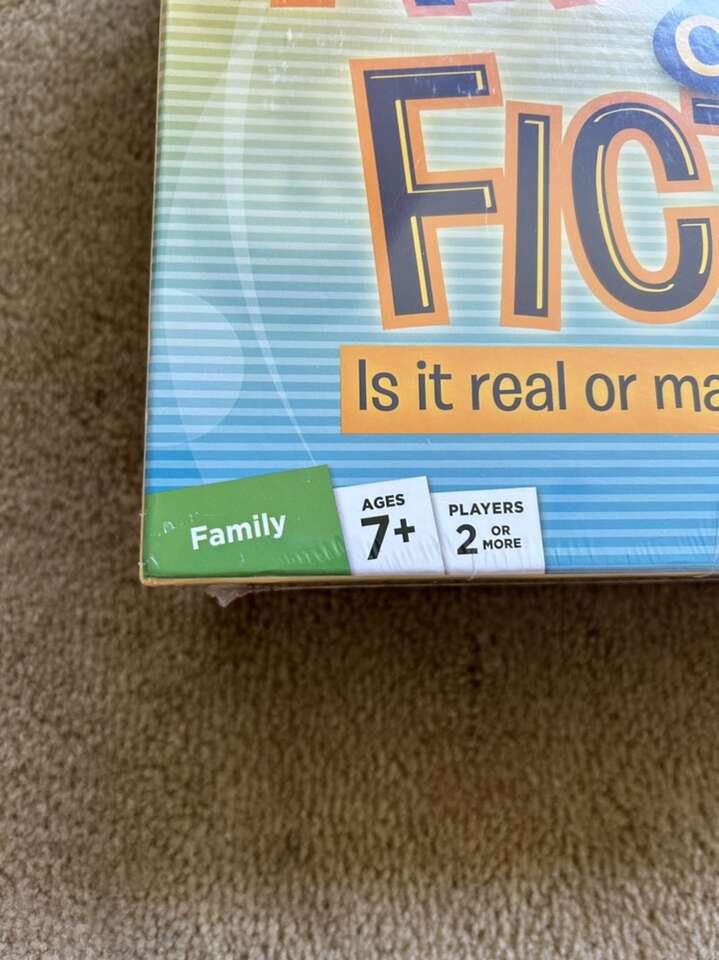 FIC
Is it real or ma
Family
AGES
7+
PLAYERS
2 OR MORE